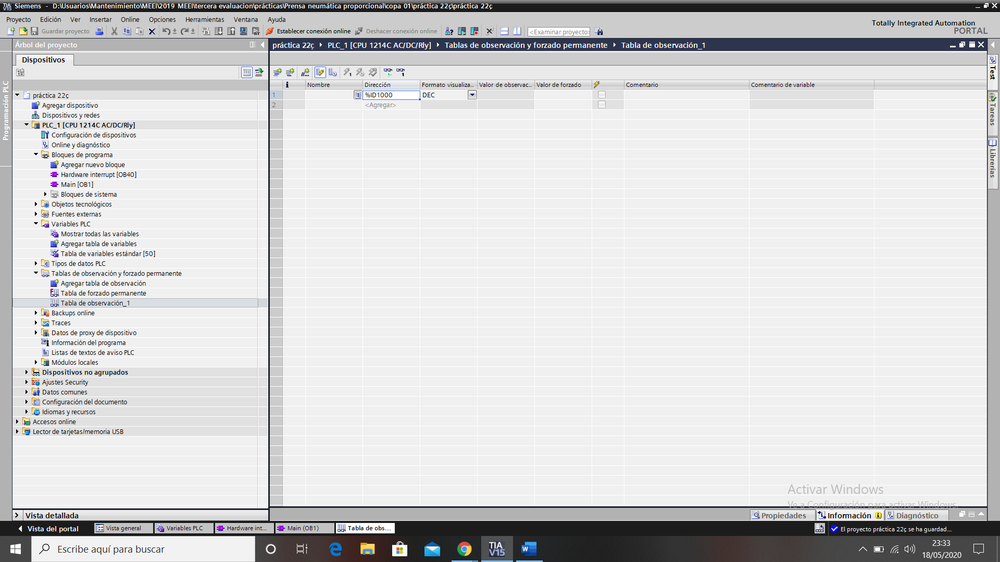 Siemens - D:\Usuarios\Mantenimiento\MEEI\2019 MEEI\tercera evaluacion\prácticas\Prensa neumática proporcional\copa 01\práctica 22ç\práctica 22ç
Proyecto Edición Ver Insertar Online Opciones Herramientas Ventana Ayuda
Totally Integrated Automation
PORTAL
Guardar proyecto
Establecer conexión online
Deshacer conexión online
<Examinar proyecto>
Árbol del proyecto
práctica 22ç PLC_1 [CPU 1214C AC/DC/Rly] Tablas de observación y forzado permanente Tabla de observación_1
Dispositivos
Programación PLC
práctica 22ç
Agregar dispositivo
Dispositivos y redes
PLC_1 [CPU 1214C AC/DC/Rly]
Configuración de dispositivos
Online y diagnóstico
Bloques de programa
Agregar nuevo bloque
Hardware interrupt [OB40]
Main [OB1]
Bloques de sistema
Objetos tecnológicos
Fuentes externas
Variables PLC
Mostrar todas las variables
Agregar tabla de variables
Tabla de variables estándar [50]
Tipos de datos PLC
Tablas de observación y forzado permanente
Agregar tabla de observación
Tabla de forzado permanente
Tabla de observación_1
Backups online
Traces
Datos de proxy de dispositivo
Información del programa
Listas de textos de aviso PLC
Módulos locales
Dispositivos no agrupados
Ajustes Security
Datos comunes
Configuración del documento
Idiomas y recursos
Accesos online
Lector de tarjetas/memoria USB
Vista detallada
i Nombre Dirección Formato visualiza.. Valor de observac.. Valor de forzado Comentario Comentario de variable
1 %ID1000 DEC
2 <Agregar>
Test
Tareas
Librerías
Activar Windows
Ve a Configuración para activar Windows.
Propiedades Información Diagnóstico
Vista del portal Vista general Variables PLC Hardware int... Main (OB1) Tabla de obs...
El proyecto práctica 22ç se ha guardad...
Escribe aquí para buscar
TIA V15
23:33
18/05/2020